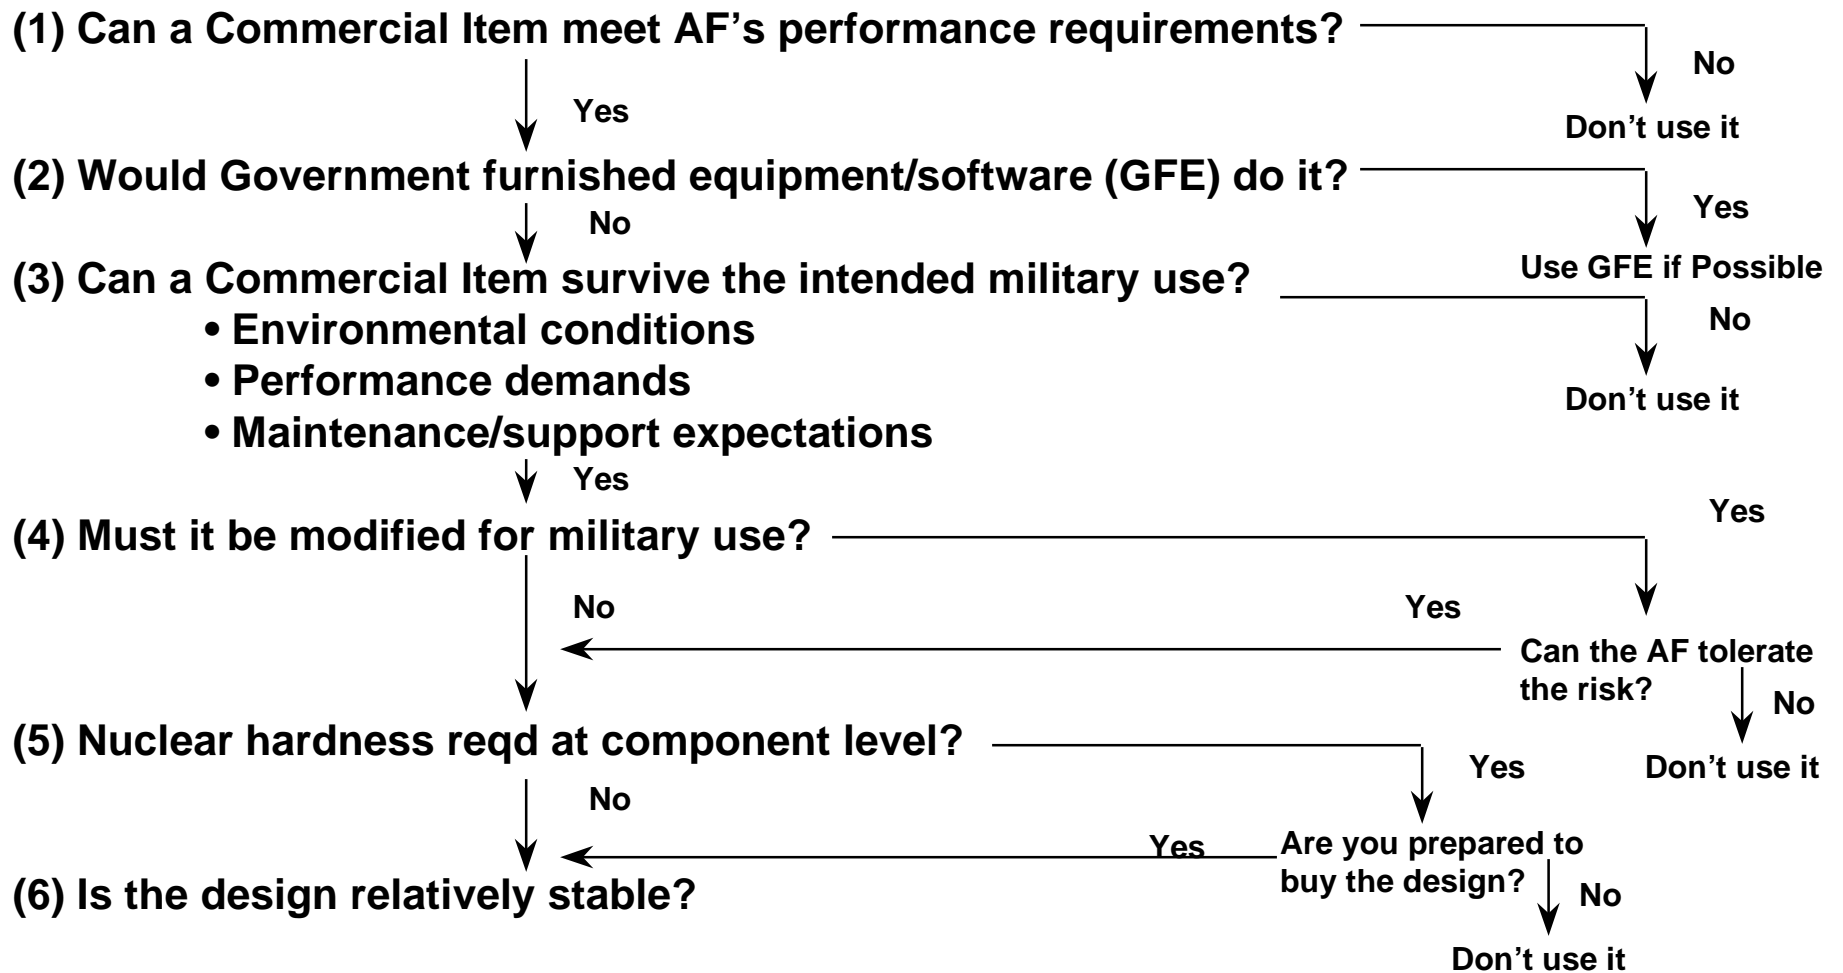 (1) Can a Commercial Item meet AF’s performance requirements?
No
Yes
Don’t use it
(2) Would Government furnished equipment/software (GFE) do it?
Yes
No
Use GFE if Possible
(3) Can a Commercial Item survive the intended military use?
No
• Environmental conditions
• Performance demands
Don’t use it
• Maintenance/support expectations
Yes
Yes
(4) Must it be modified for military use?
No
Yes
Can the AF tolerate
the risk?
No
(5) Nuclear hardness reqd at component level?
Yes
Don’t use it
No
Yes
Are you prepared to
buy the design?
(6) Is the design relatively stable?
No
Don’t use it